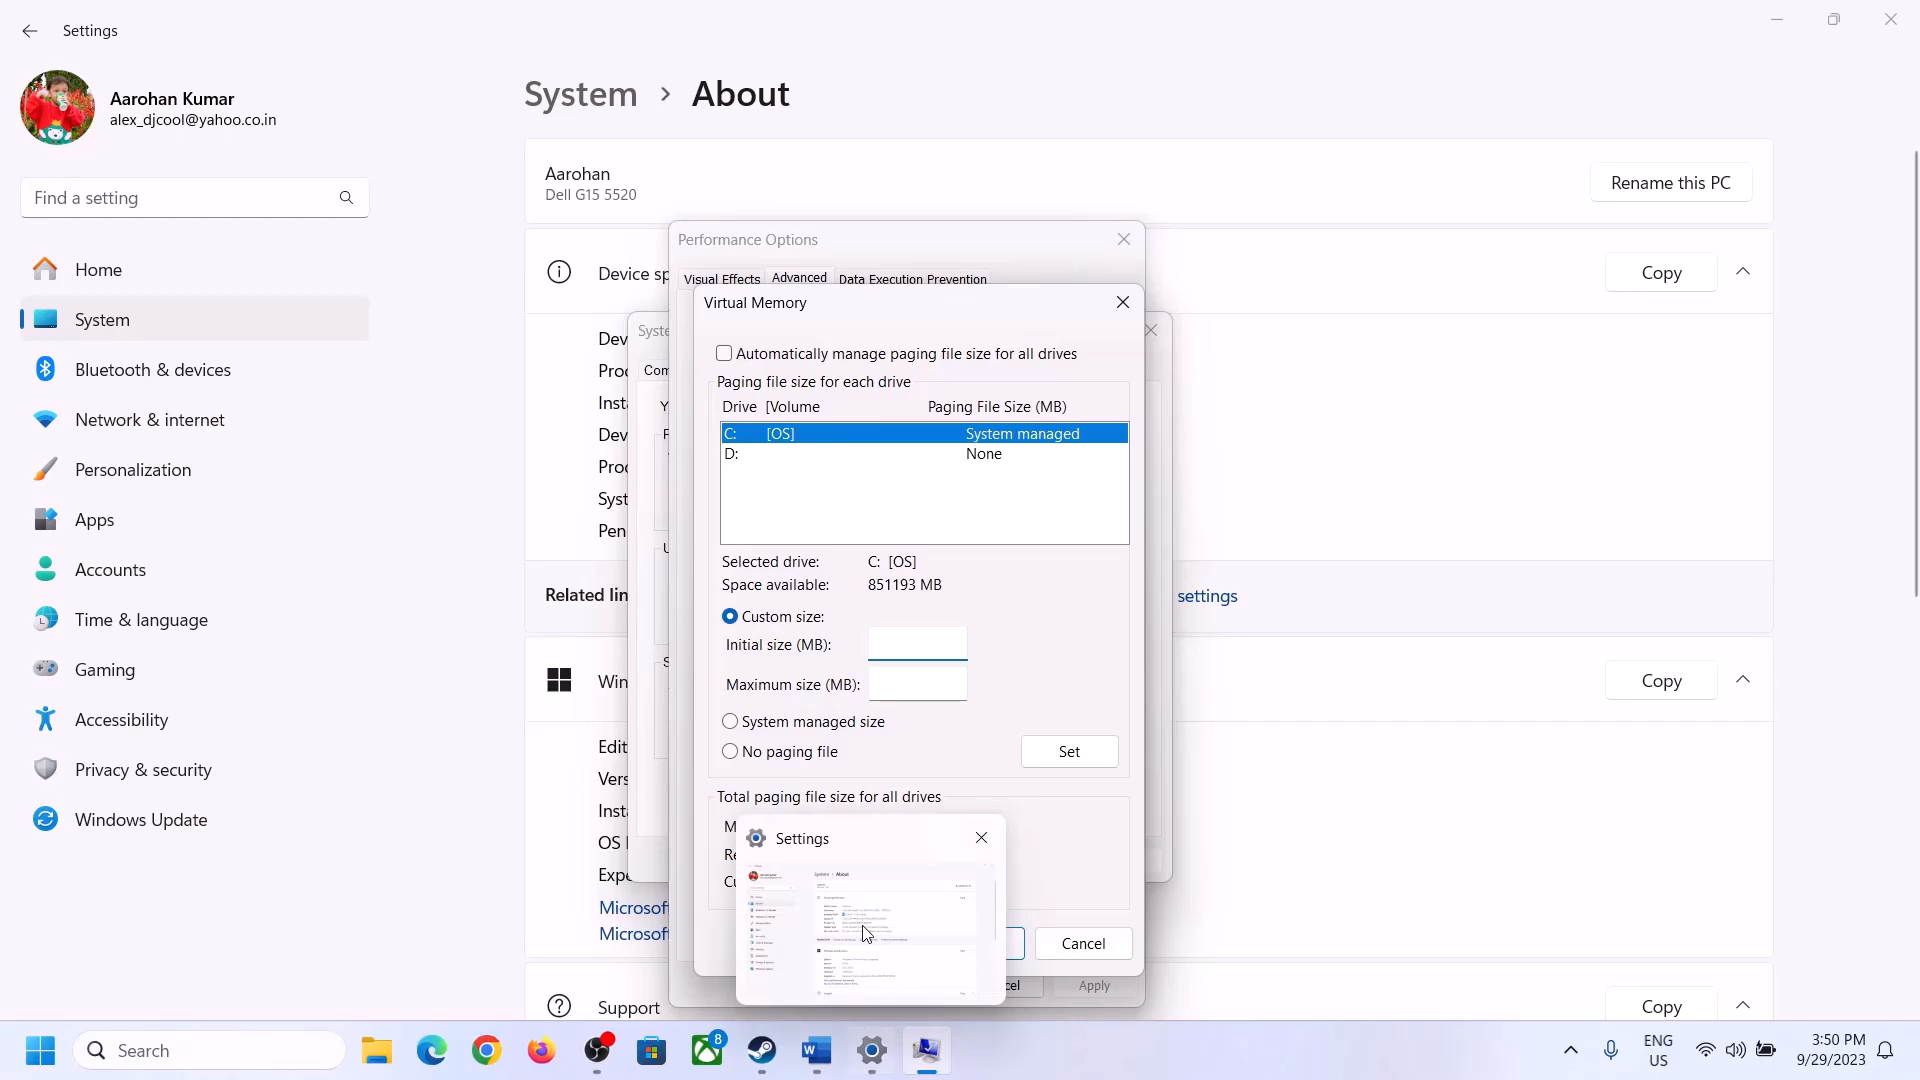 Settings
Aarohan Kumar
alex_djcool@yahoo.co.in
Find a setting
Home
System
Bluetooth & devices
Network & internet
Personalization
Apps
Accounts
Time & language
Gaming
Accessibility
Privacy & security
Windows Update
System > About
Aarohan
Dell G15 5520
Rename this PC
Device sp
Copy
Related lin
settings
Copy
Microsof
Microsof
Support
Copy
Performance Options
Visual Effects
Advanced
Data Execution Prevention
Virtual Memory
Automatically manage paging file size for all drives
Paging file size for each drive
Drive [Volume
Paging File Size (MB)
C: [OS] System managed
D: None
Selected drive: C: [OS]
Space available: 851193 MB
Custom size:
Initial size (MB):
Maximum size (MB):
System managed size
No paging file
Set
Total paging file size for all drives
Settings
Cancel
Apply
Search
8
ENG
US
3:50 PM
9/29/2023